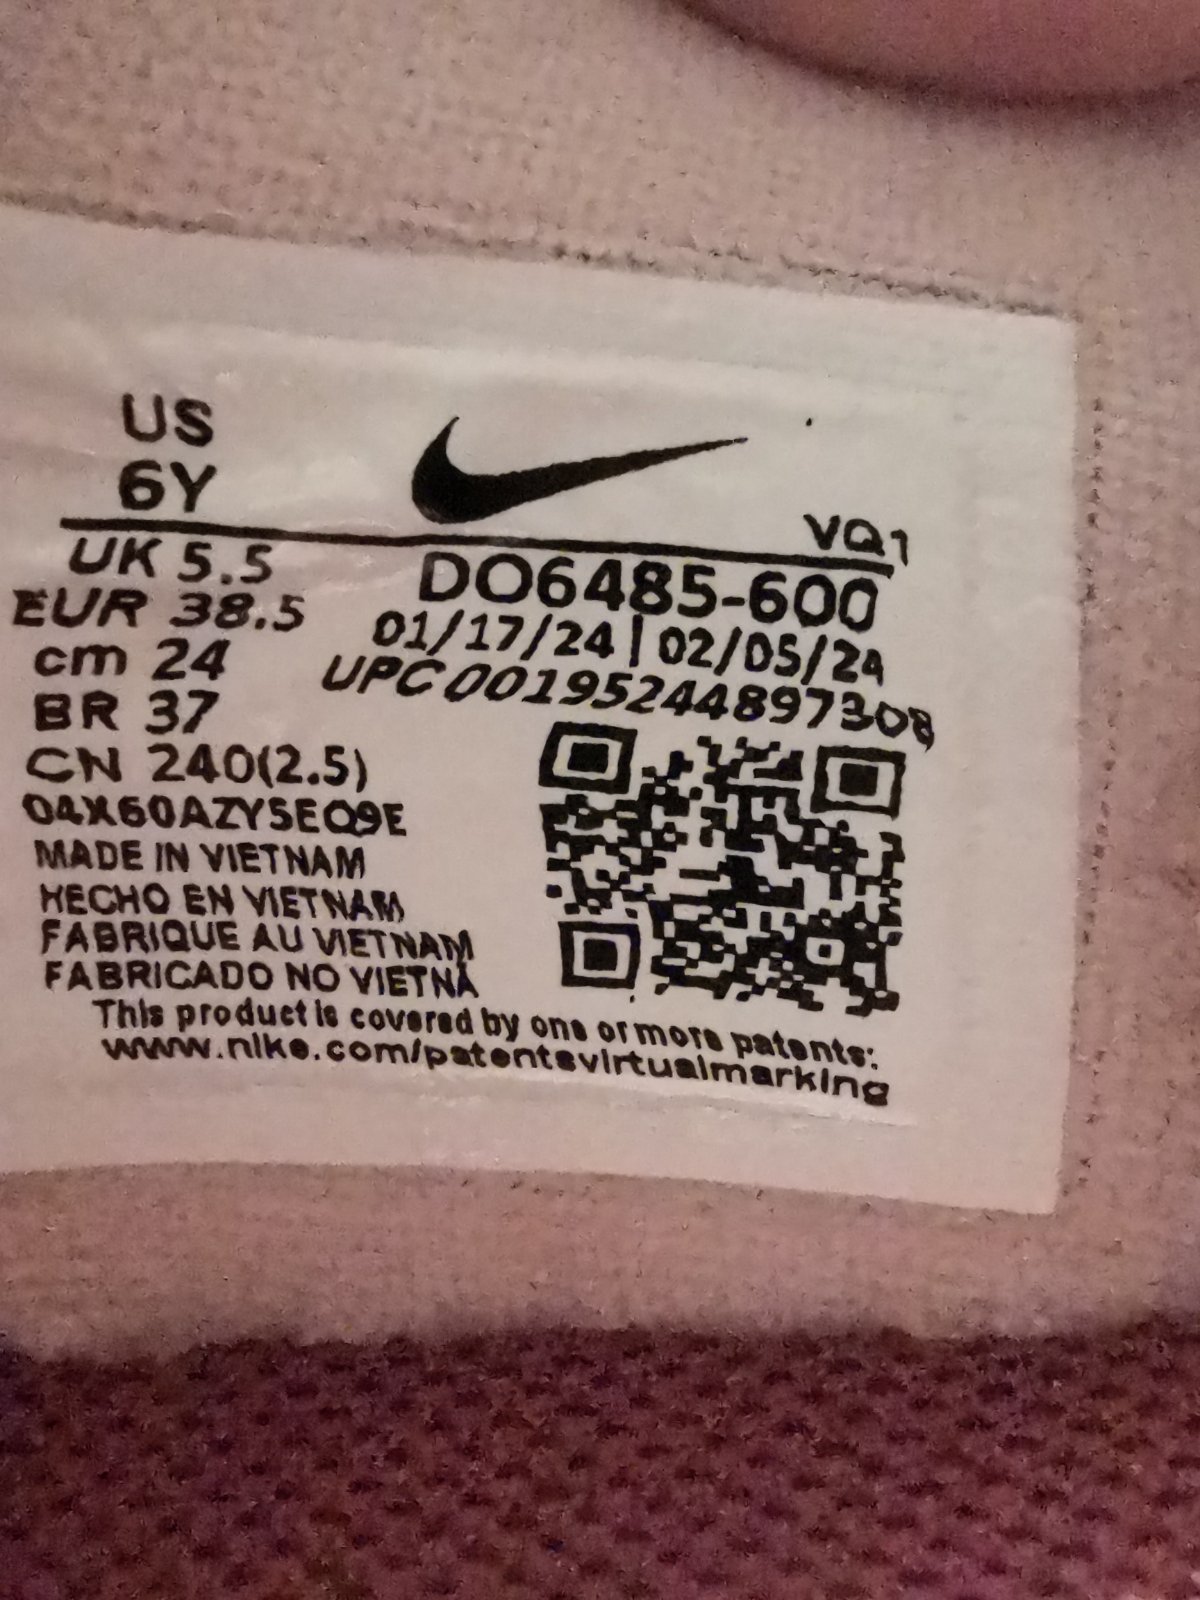 US
6Y
VQ1
UK 5.5
DO6485-600
EUR 38.5
01/17/24 | 02/05/24
cm 24
UPC 00195244897308
BR 37
CN 240(2.5)
04X60AZY5EQ9E
MADE IN VIETNAM
HECHO EN VIETNAM
FABRIQUE AU VIETNAM
FABRICADO NO VIETNÃ
This product is covered by one or more patents:
www.nike.com/patentsvirtualmarking